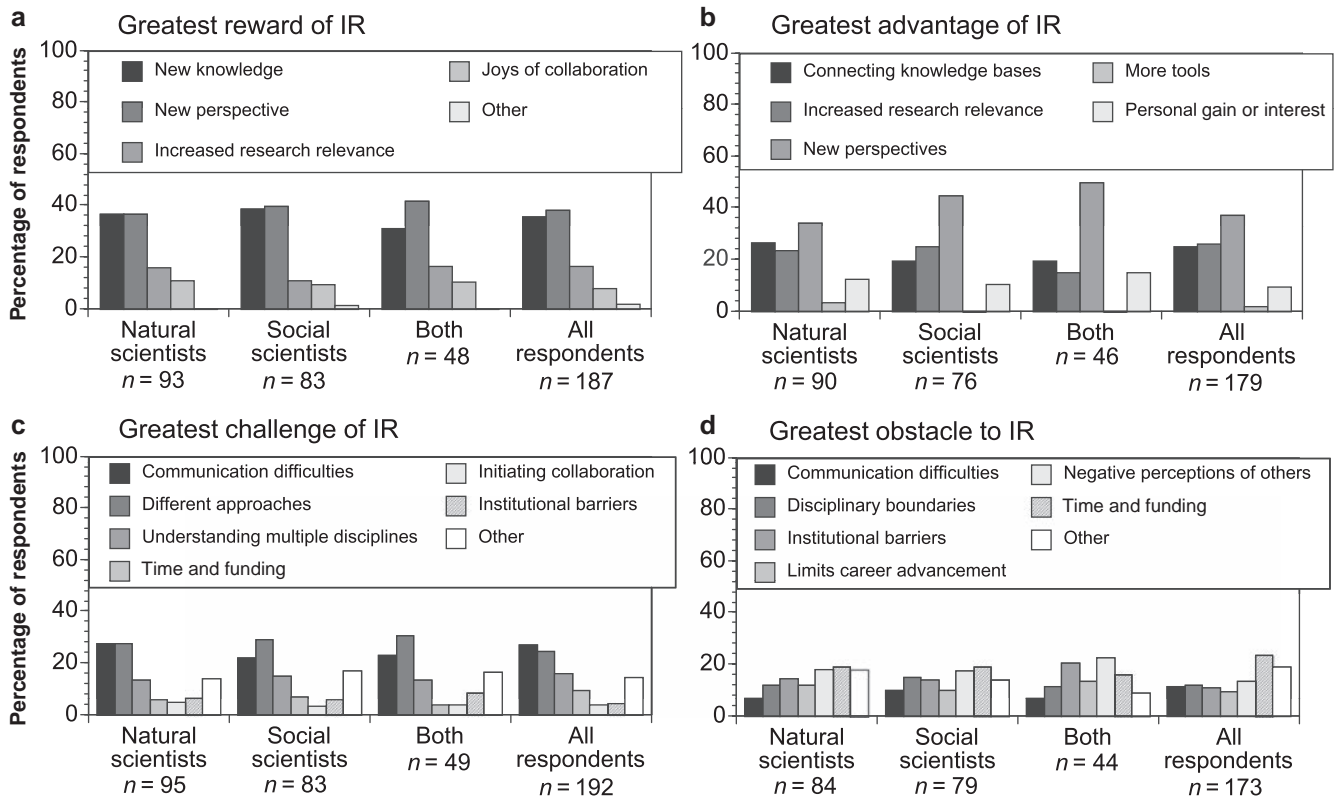 a
Greatest reward of IR
Percentage of respondents
100
80
60
40
20
0
New knowledge
New perspective
Increased research relevance
Joys of collaboration
Other
Natural
scientists
n = 93
Social
scientists
n = 83
Both
n = 48
All
respondents
n = 187
b
Greatest advantage of IR
100
80
60
40
20
0
Connecting knowledge bases
Increased research relevance
New perspectives
More tools
Personal gain or interest
Natural
scientists
n = 90
Social
scientists
n = 76
Both
n = 46
All
respondents
n = 179
c
Greatest challenge of IR
Percentage of respondents
100
80
60
40
20
0
Communication difficulties
Different approaches
Understanding multiple disciplines
Time and funding
Initiating collaboration
Institutional barriers
Other
Natural
scientists
n = 95
Social
scientists
n = 83
Both
n = 49
All
respondents
n = 192
d
Greatest obstacle to IR
100
80
60
40
20
0
Communication difficulties
Disciplinary boundaries
Institutional barriers
Limits career advancement
Negative perceptions of others
Time and funding
Other
Natural
scientists
n = 84
Social
scientists
n = 79
Both
n = 44
All
respondents
n = 173